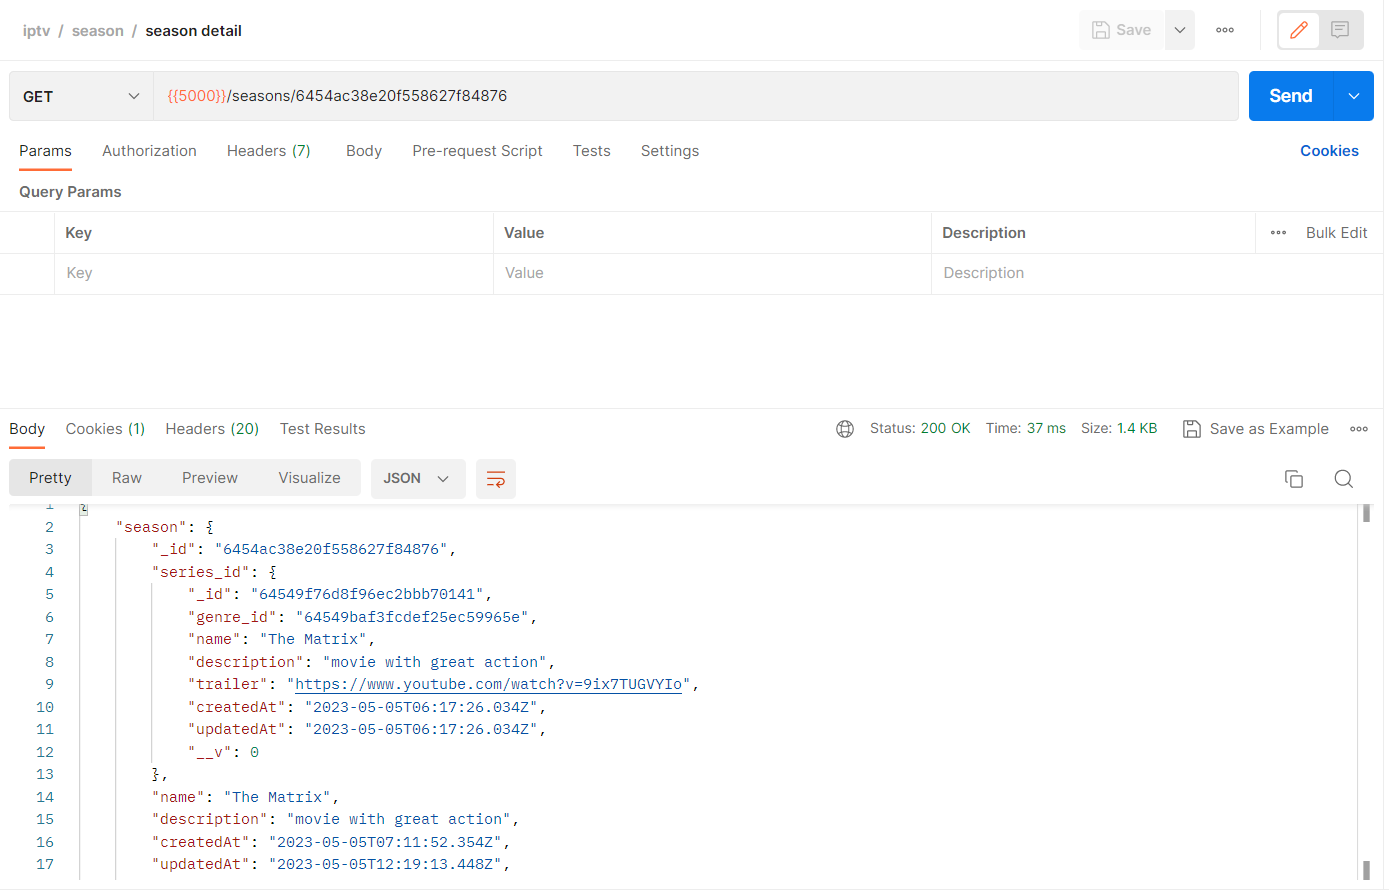 iptv / season / season detail
Save
GET
{{5000}}/seasons/6454ac38e20f558627f84876
Send
Params Authorization Headers (7) Body Pre-request Script Tests Settings Cookies
Query Params
Key Value Description Bulk Edit
Key Value Description
Body Cookies (1) Headers (20) Test Results Status: 200 OK Time: 37 ms Size: 1.4 KB Save as Example
Pretty Raw Preview Visualize JSON
1 {
2 "season": {
3 "_id": "6454ac38e20f558627f84876",
4 "series_id": {
5 "_id": "64549f76d8f96ec2bbb70141",
6 "genre_id": "64549baf3fcdef25ec59965e",
7 "name": "The Matrix",
8 "description": "movie with great action",
9 "trailer": "https://www.youtube.com/watch?v=9ix7TUGVYIo",
10 "createdAt": "2023-05-05T06:17:26.034Z",
11 "updatedAt": "2023-05-05T06:17:26.034Z",
12 "__v": 0
13 },
14 "name": "The Matrix",
15 "description": "movie with great action",
16 "createdAt": "2023-05-05T07:11:52.354Z",
17 "updatedAt": "2023-05-05T12:19:13.448Z",